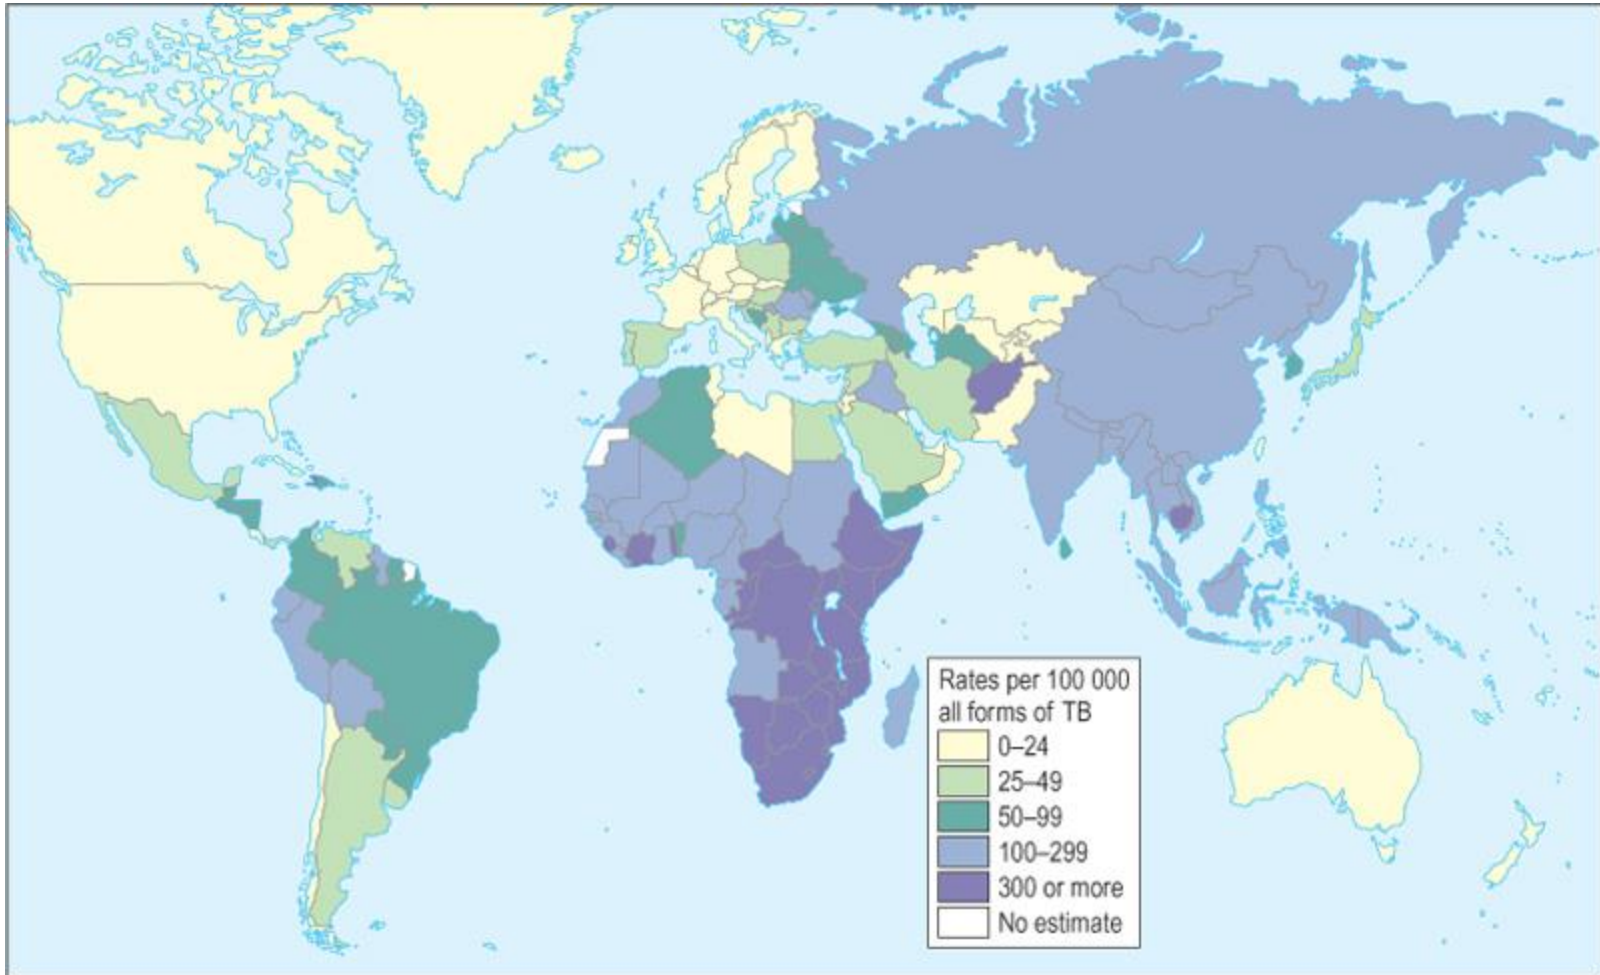 Rates per 100 000
all forms of TB
0–24
25–49
50–99
100–299
300 or more
No estimate